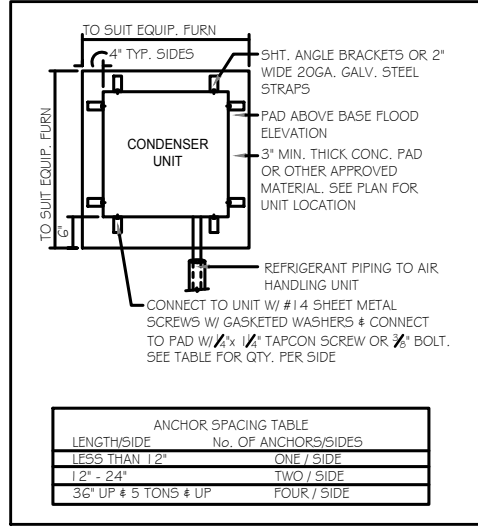 TO SUIT EQUIP. FURN
4" TYP. SIDES
SHT. ANGLE BRACKETS OR 2"
WIDE 20GA. GALV. STEEL
STRAPS
PAD ABOVE BASE FLOOD
ELEVATION
CONDENSER
UNIT
3" MIN. THICK CONC. PAD
OR OTHER APPROVED
MATERIAL. SEE PLAN FOR
UNIT LOCATION
TO SUIT EQUIP. FURN
6"
REFRIGERANT PIPING TO AIR
HANDLING UNIT
CONNECT TO UNIT W/ #14 SHEET METAL
SCREWS W/ GASKETED WASHERS & CONNECT
TO PAD W/ 1/4"x 1 1/4" TAPCON SCREW OR 3/8" BOLT.
SEE TABLE FOR QTY. PER SIDE
ANCHOR SPACING TABLE
LENGTH/SIDE No. OF ANCHORS/SIDES
LESS THAN 12" ONE / SIDE
12" - 24" TWO / SIDE
36" UP & 5 TONS & UP FOUR / SIDE